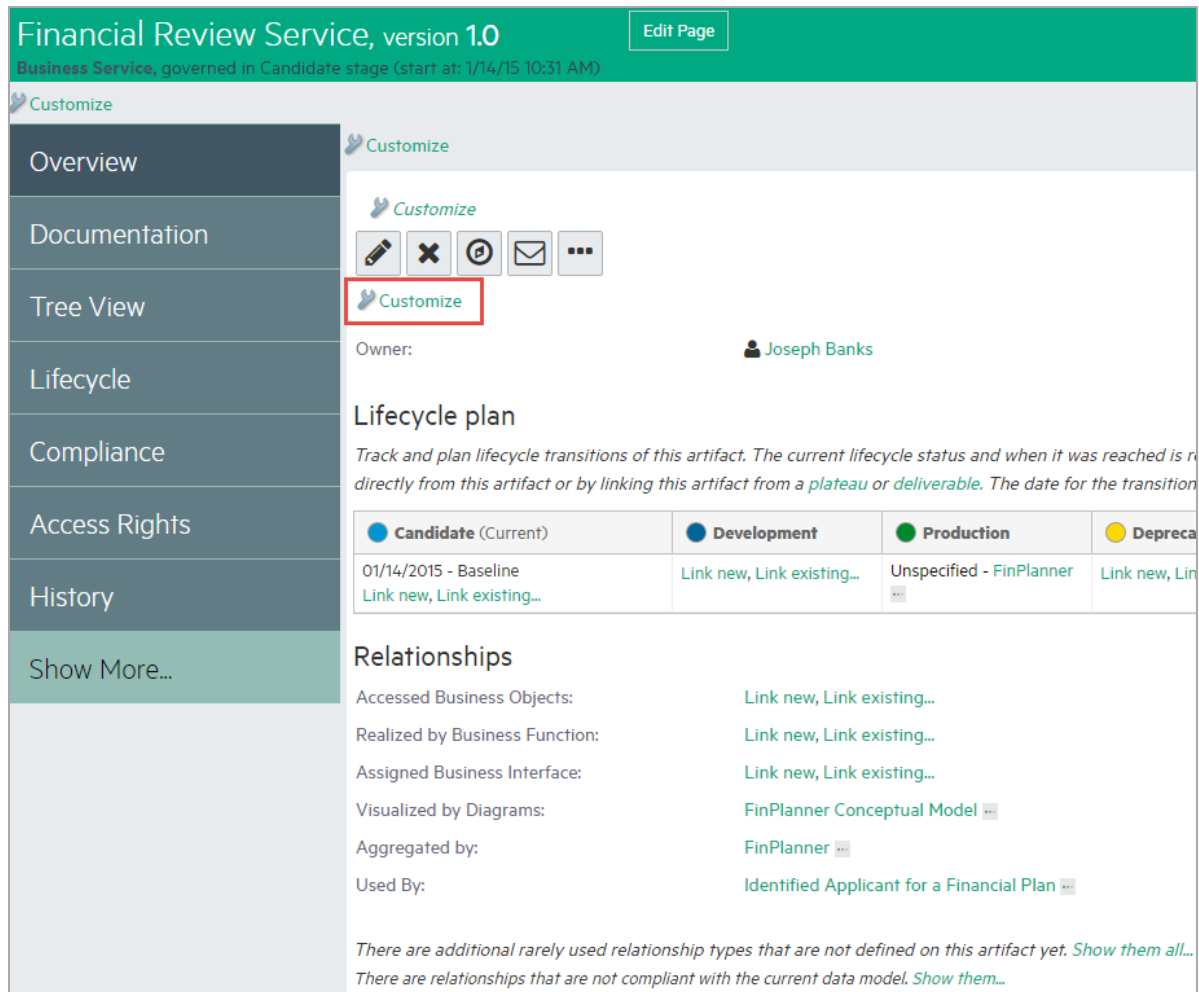 Financial Review Service, version 1.0
Edit Page
Business Service, governed in Candidate stage (start at: 1/14/15 10:31 AM)
Customize
Overview
Documentation
Tree View
Lifecycle
Compliance
Access Rights
History
Show More...
Customize
Customize
Customize
Owner:
Joseph Banks
Lifecycle plan
Track and plan lifecycle transitions of this artifact. The current lifecycle status and when it was reached is
directly from this artifact or by linking this artifact from a plateau or deliverable. The date for the transition
Candidate (Current)
Development
Production
Depreca
01/14/2015 - Baseline
Link new, Link existing...
Link new, Link existing...
Unspecified - FinPlanner
Link new, Lin
Relationships
Accessed Business Objects:
Link new, Link existing...
Realized by Business Function:
Link new, Link existing...
Assigned Business Interface:
Link new, Link existing...
Visualized by Diagrams:
FinPlanner Conceptual Model
Aggregated by:
FinPlanner
Used By:
Identified Applicant for a Financial Plan
There are additional rarely used relationship types that are not defined on this artifact yet. Show them all...
There are relationships that are not compliant with the current data model. Show them...